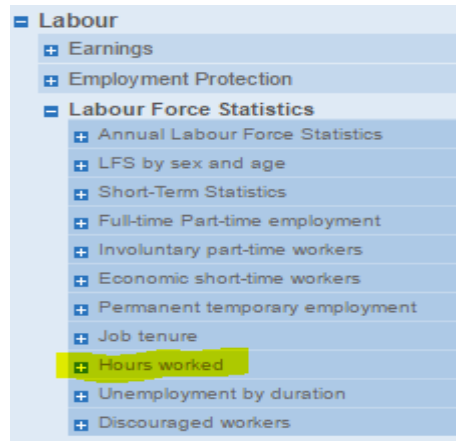 Labour
Earnings
Employment Protection
Labour Force Statistics
Annual Labour Force Statistics
LFS by sex and age
Short-Term Statistics
Full-time Part-time employment
Involuntary part-time workers
Economic short-time workers
Permanent temporary employment
Job tenure
Hours worked
Unemployment by duration
Discouraged workers